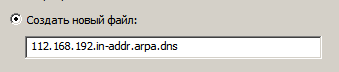 Создать новый файл:
112.168.192.in-addr.arpa.dns